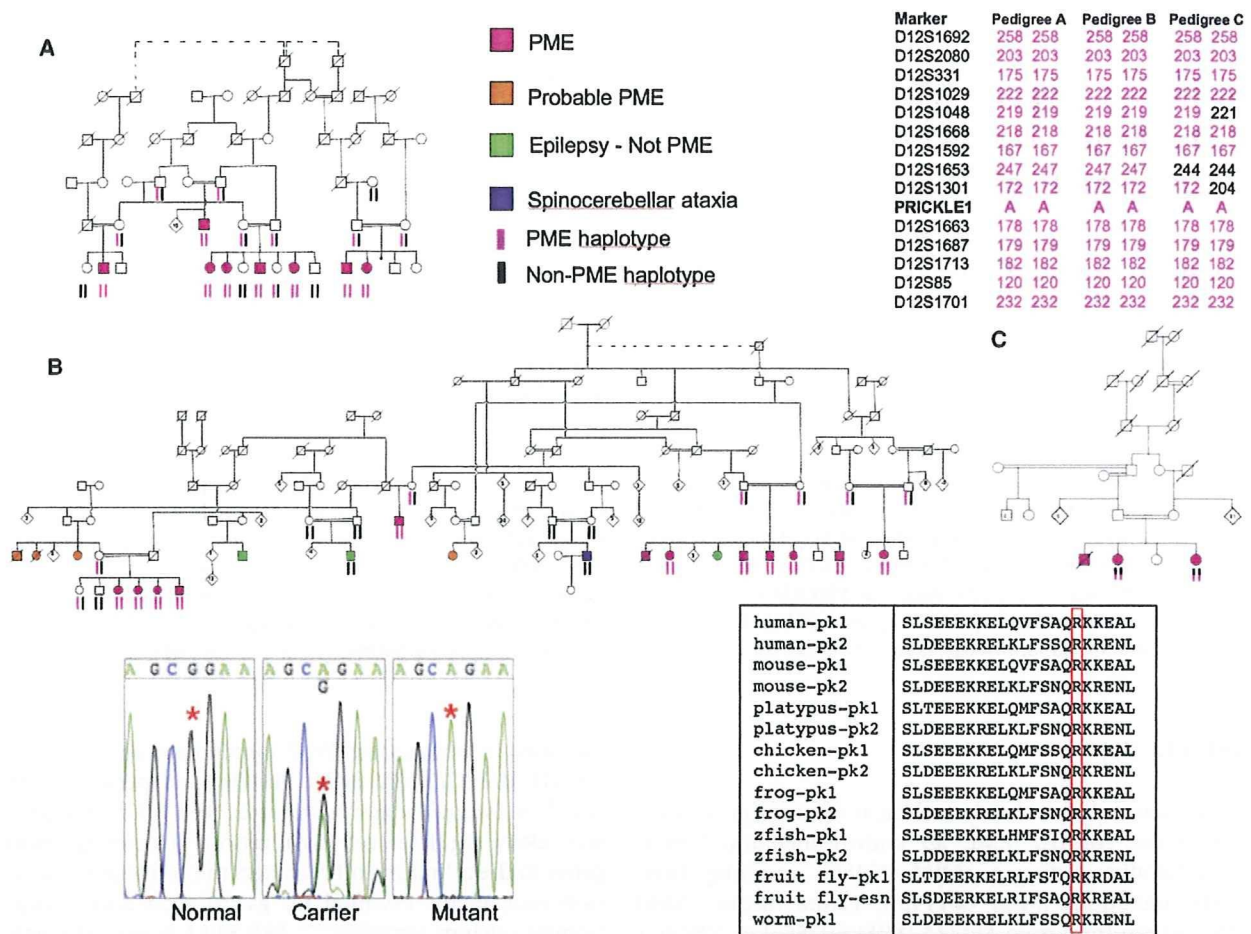 A
PME
Probable PME
Epilepsy - Not PME
Spinocerebellar ataxia
PME haplotype
Non-PME haplotype
Marker Pedigree A Pedigree B Pedigree C
D12S1692 258 258 258 258 258 258
D12S2080 203 203 203 203 203 203
D12S331 175 175 175 175 175 175
D12S1029 222 222 222 222 222 222
D12S1048 219 219 219 219 219 221
D12S1668 218 218 218 218 218 218
D12S1592 167 167 167 167 167 167
D12S1653 247 247 247 247 244 244
D12S1301 172 172 172 172 172 204
PRICKLE1 A A A A A A
D12S1663 178 178 178 178 178 178
D12S1687 179 179 179 179 179 179
D12S1713 182 182 182 182 182 182
D12S85 120 120 120 120 120 120
D12S1701 232 232 232 232 232 232
B
C
A G C G G A A
A G C A G A A
G
A G C A G A A
* * *
Normal Carrier Mutant
human-pk1 SLSEEEKKELQVFSAQRKKEAL
human-pk2 SLDEEEKRELKLFSSQRKRENL
mouse-pk1 SLSEEEKKELQVFSAQRKKEAL
mouse-pk2 SLDEEEKRELKLFSNQRKRENL
platypus-pk1 SLTEEEKKELQMFSAQRKKEAL
platypus-pk2 SLDEEEKRELKLFSNQRKRENL
chicken-pk1 SLSEEEKKELQMFSSQRKKEAL
chicken-pk2 SLDEEEKRELKLFSNQRKRENL
frog-pk1 SLSEEEKKELQMFSAQRKKEAL
frog-pk2 SLDEEEKRELKLFSNQRKRENL
zfish-pk1 SLSEEEKKELHMFSIQRKKEAL
zfish-pk2 SLDDEEKRELKLFSNQRKRENL
fruit fly-pk1 SLTDEEKRELRLFSTQRKRDAL
fruit fly-esn SLSDEEKRELRIFSAQRKREAL
worm-pk1 SLDDEEKRELKLFSSQRKRENL